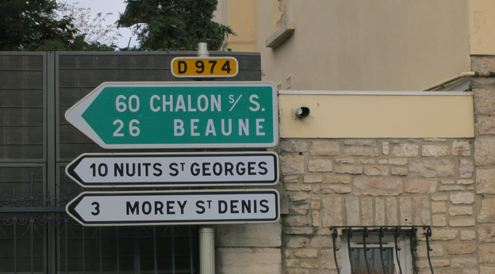 D 974
60 CHALON s/ S.
26 BEAUNE
10 NUITS ST GEORGES
3 MOREY ST DENIS